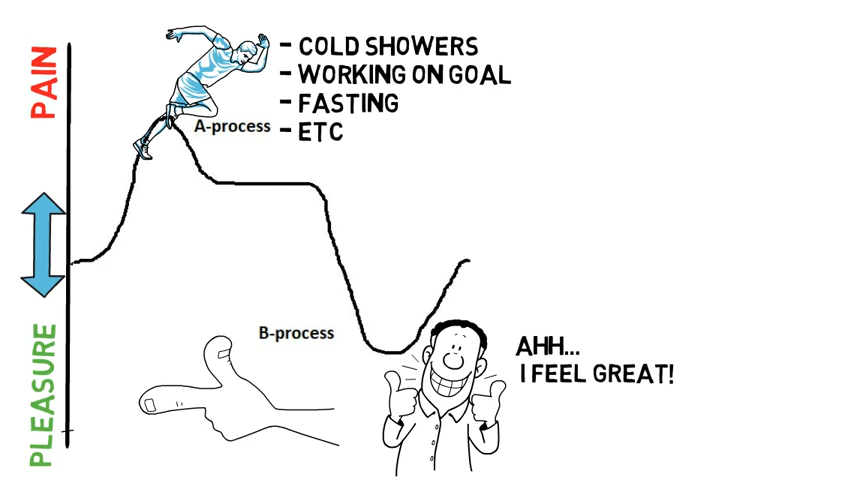 PAIN
- COLD SHOWERS
- WORKING ON GOAL
- FASTING
- ETC
A-process
B-process
PLEASURE
AHH...
I FEEL GREAT!